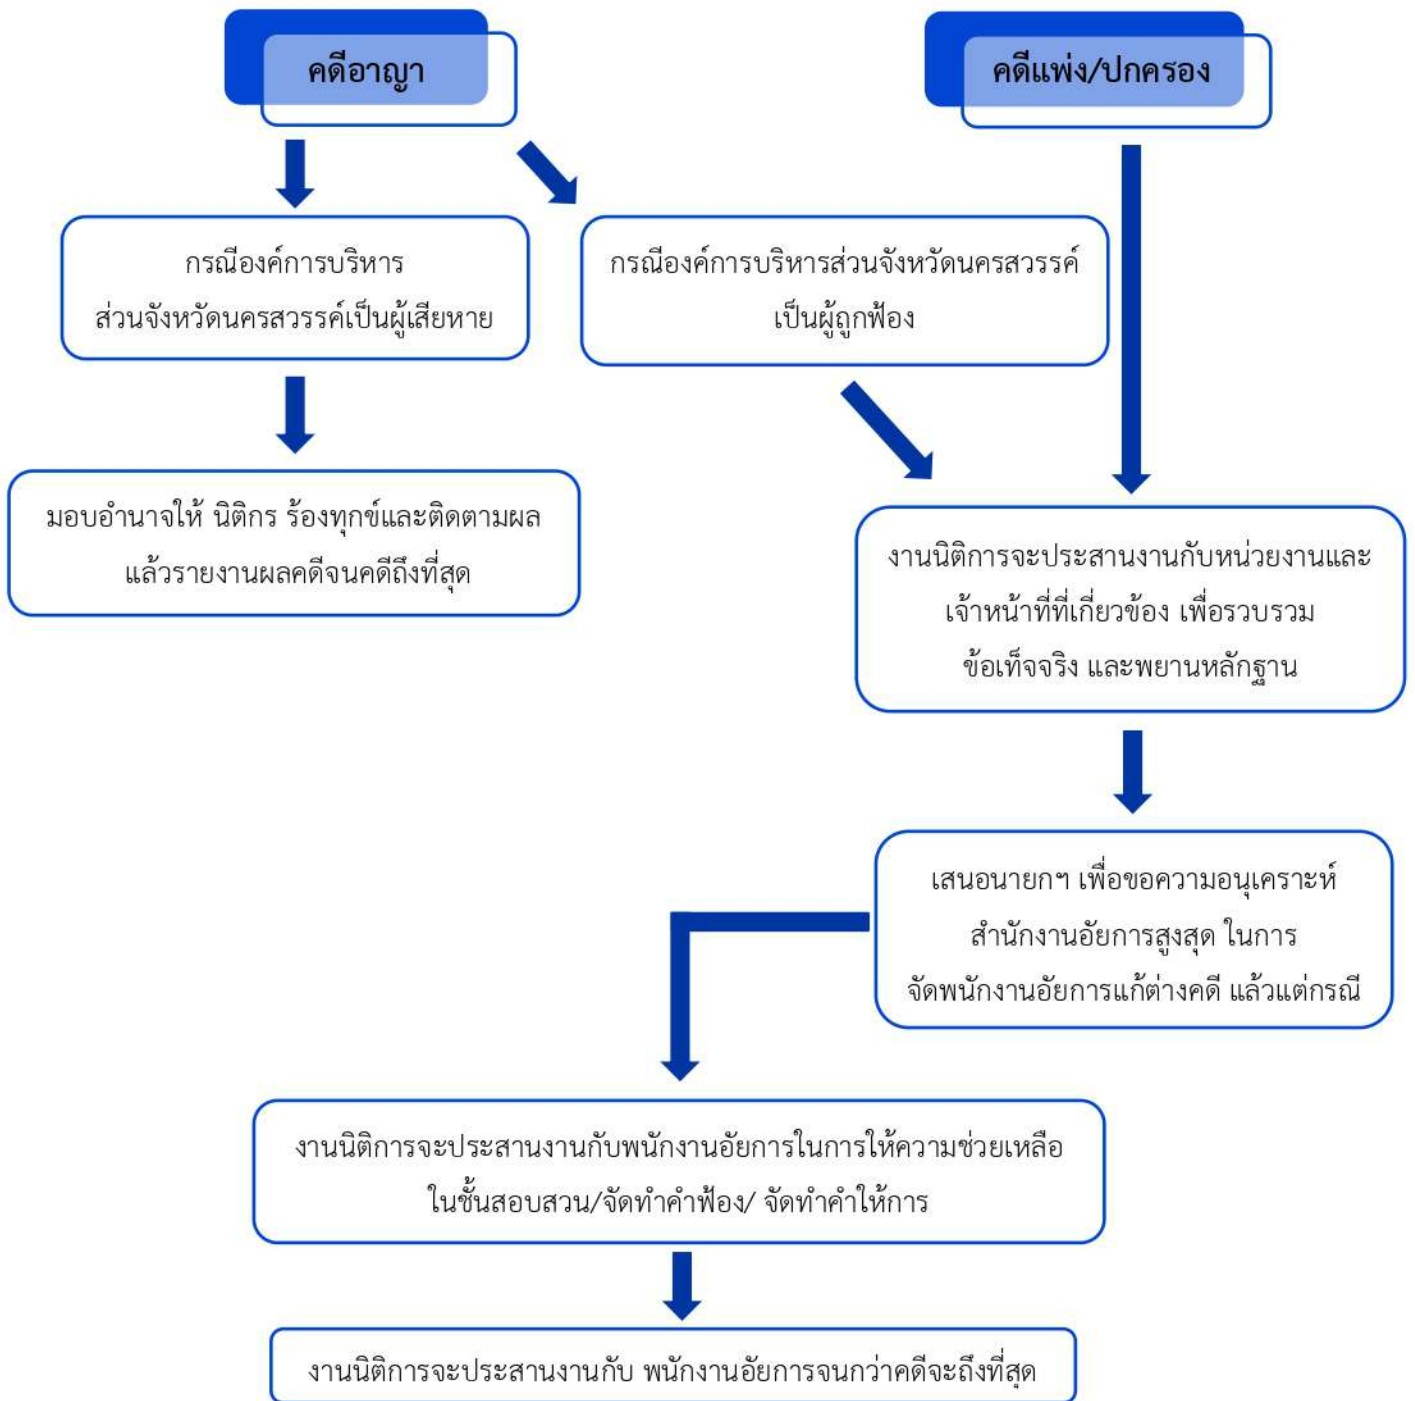 คดีอาญา
คดีแพ่ง/ปกครอง
กรณีองค์การบริหาร
ส่วนจังหวัดนครสวรรค์เป็นผู้เสียหาย
กรณีองค์การบริหารส่วนจังหวัดนครสวรรค์
เป็นผู้ถูกฟ้อง
มอบอำนาจให้ นิติกร ร้องทุกข์และติดตามผล
แล้วรายงานผลคดีจนคดีถึงที่สุด
งานนิติการจะประสานงานกับหน่วยงานและ
เจ้าหน้าที่ที่เกี่ยวข้อง เพื่อรวบรวม
ข้อเท็จจริง และพยานหลักฐาน
เสนอนายกฯ เพื่อขอความอนุเคราะห์
สำนักงานอัยการสูงสุด ในการ
จัดพนักงานอัยการแก้ต่างคดี แล้วแต่กรณี
งานนิติการจะประสานงานกับพนักงานอัยการในการให้ความช่วยเหลือ
ในชั้นสอบสวน/จัดทำคำฟ้อง/ จัดทำคำให้การ
งานนิติการจะประสานงานกับ พนักงานอัยการจนกว่าคดีจะถึงที่สุด